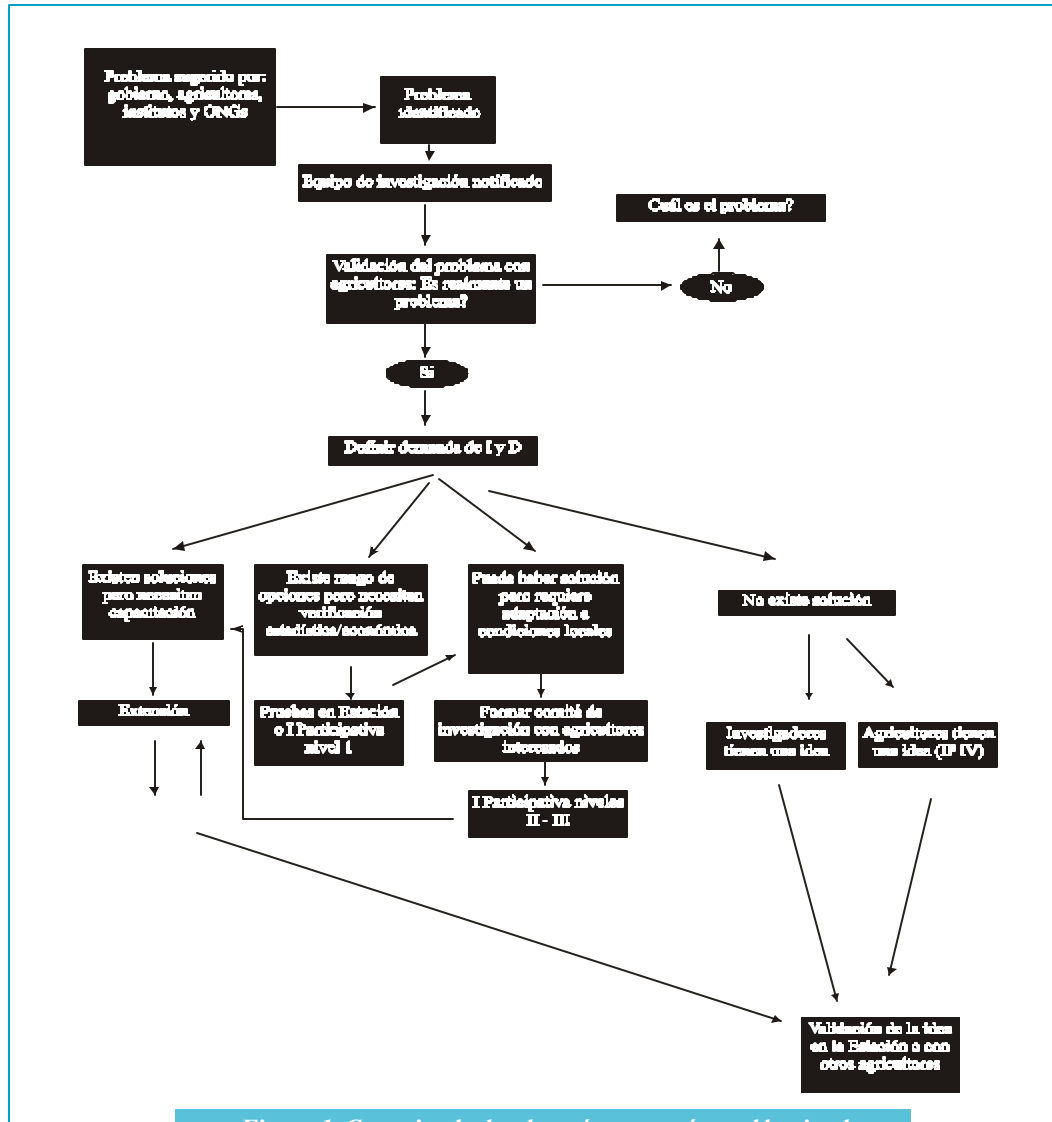 Problema sugerido por:
gobierno, agricultores,
institutos y ONGs
Problema
identificado
Equipo de investigación notificado
Cuál es el problema?
Validación del problema con
agricultores: Es realmente un
problema?
No
Si
Definir demanda de I y D
Existen soluciones
pero necesitan
capacitación
Existe rango de
opciones pero necesitan
verificación
estadística/económica
Puede haber solución
pero requiere
adaptación a
condiciones locales
No existe solución
Extensión
Pruebas en Estación
o I Participativa
nivel 1
Formar comité de
investigación con agricultores
interesados
Investigadores
tienen una idea
Agricultores tienen
una idea (IP IV)
I Participativa niveles
II - III
Validación de la idea
en la Estación o con
otros agricultores
Figura 1.